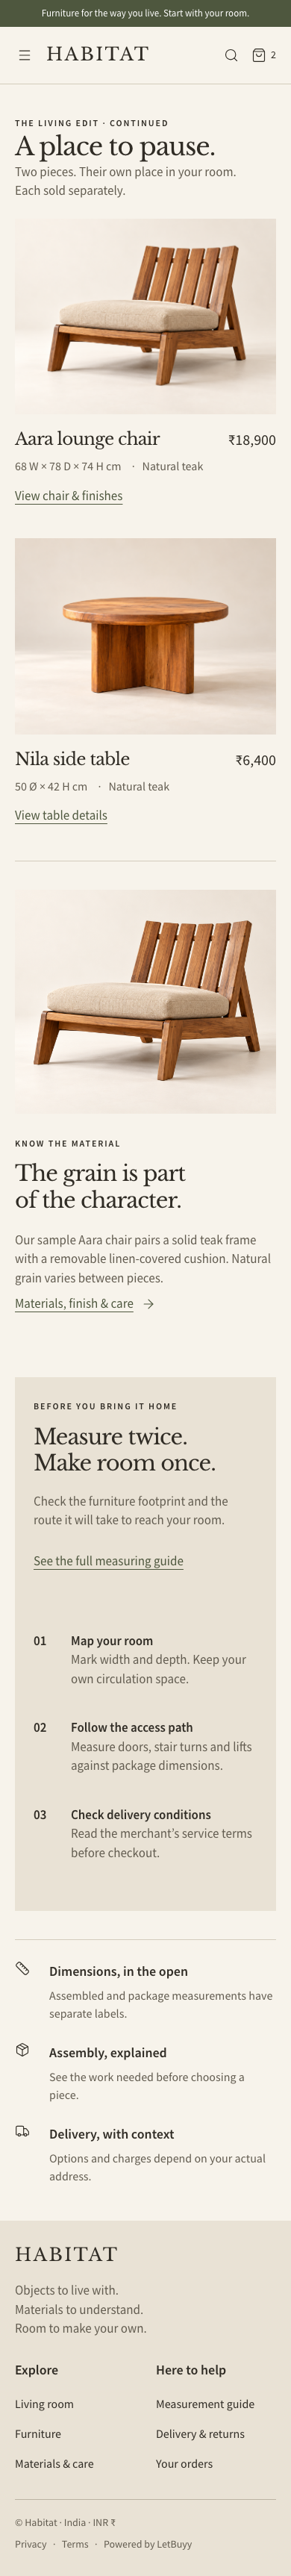 Furniture for the way you live. Start with your room.
HABITAT
2
THE LIVING EDIT · CONTINUED
A place to pause.
Two pieces. Their own place in your room.
Each sold separately.
Aara lounge chair ₹18,900
68 W × 78 D × 74 H cm · Natural teak
View chair & finishes
Nila side table ₹6,400
50 Ø × 42 H cm · Natural teak
View table details
KNOW THE MATERIAL
The grain is part
of the character.
Our sample Aara chair pairs a solid teak frame
with a removable linen-covered cushion. Natural
grain varies between pieces.
Materials, finish & care →
BEFORE YOU BRING IT HOME
Measure twice.
Make room once.
Check the furniture footprint and the
route it will take to reach your room.
See the full measuring guide
01 Map your room
Mark width and depth. Keep your
own circulation space.
02 Follow the access path
Measure doors, stair turns and lifts
against package dimensions.
03 Check delivery conditions
Read the merchant’s service terms
before checkout.
Dimensions, in the open
Assembled and package measurements have
separate labels.
Assembly, explained
See the work needed before choosing a
piece.
Delivery, with context
Options and charges depend on your actual
address.
HABITAT
Objects to live with.
Materials to understand.
Room to make your own.
Explore Here to help
Living room Measurement guide
Furniture Delivery & returns
Materials & care Your orders
© Habitat · India · INR ₹
Privacy · Terms · Powered by LetBuyy